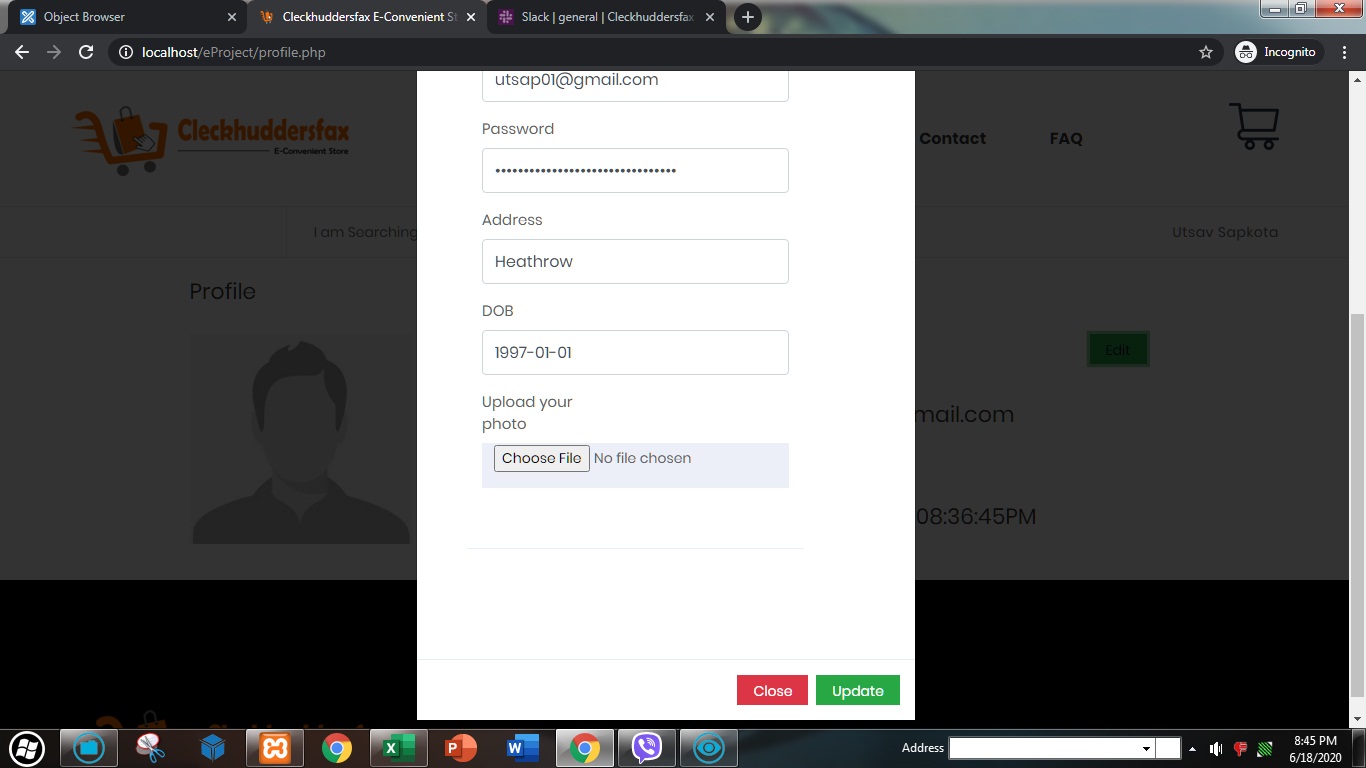 Object Browser
Cleckhuddersfax E-Convenient St
Slack | general | Cleckhuddersfax
localhost/eProject/profile.php
Incognito
utsap01@gmail.com
Cleckhuddersfax
E-Convenient Store
Contact
FAQ
Password
•••••••••••••••••••••••••••••••
Address
I am Searching
Utsav Sapkota
Heathrow
Profile
DOB
1997-01-01
Edit
Upload your
photo
mail.com
Choose File No file chosen
08:36:45PM
Close
Update
Address
8:45 PM
6/18/2020